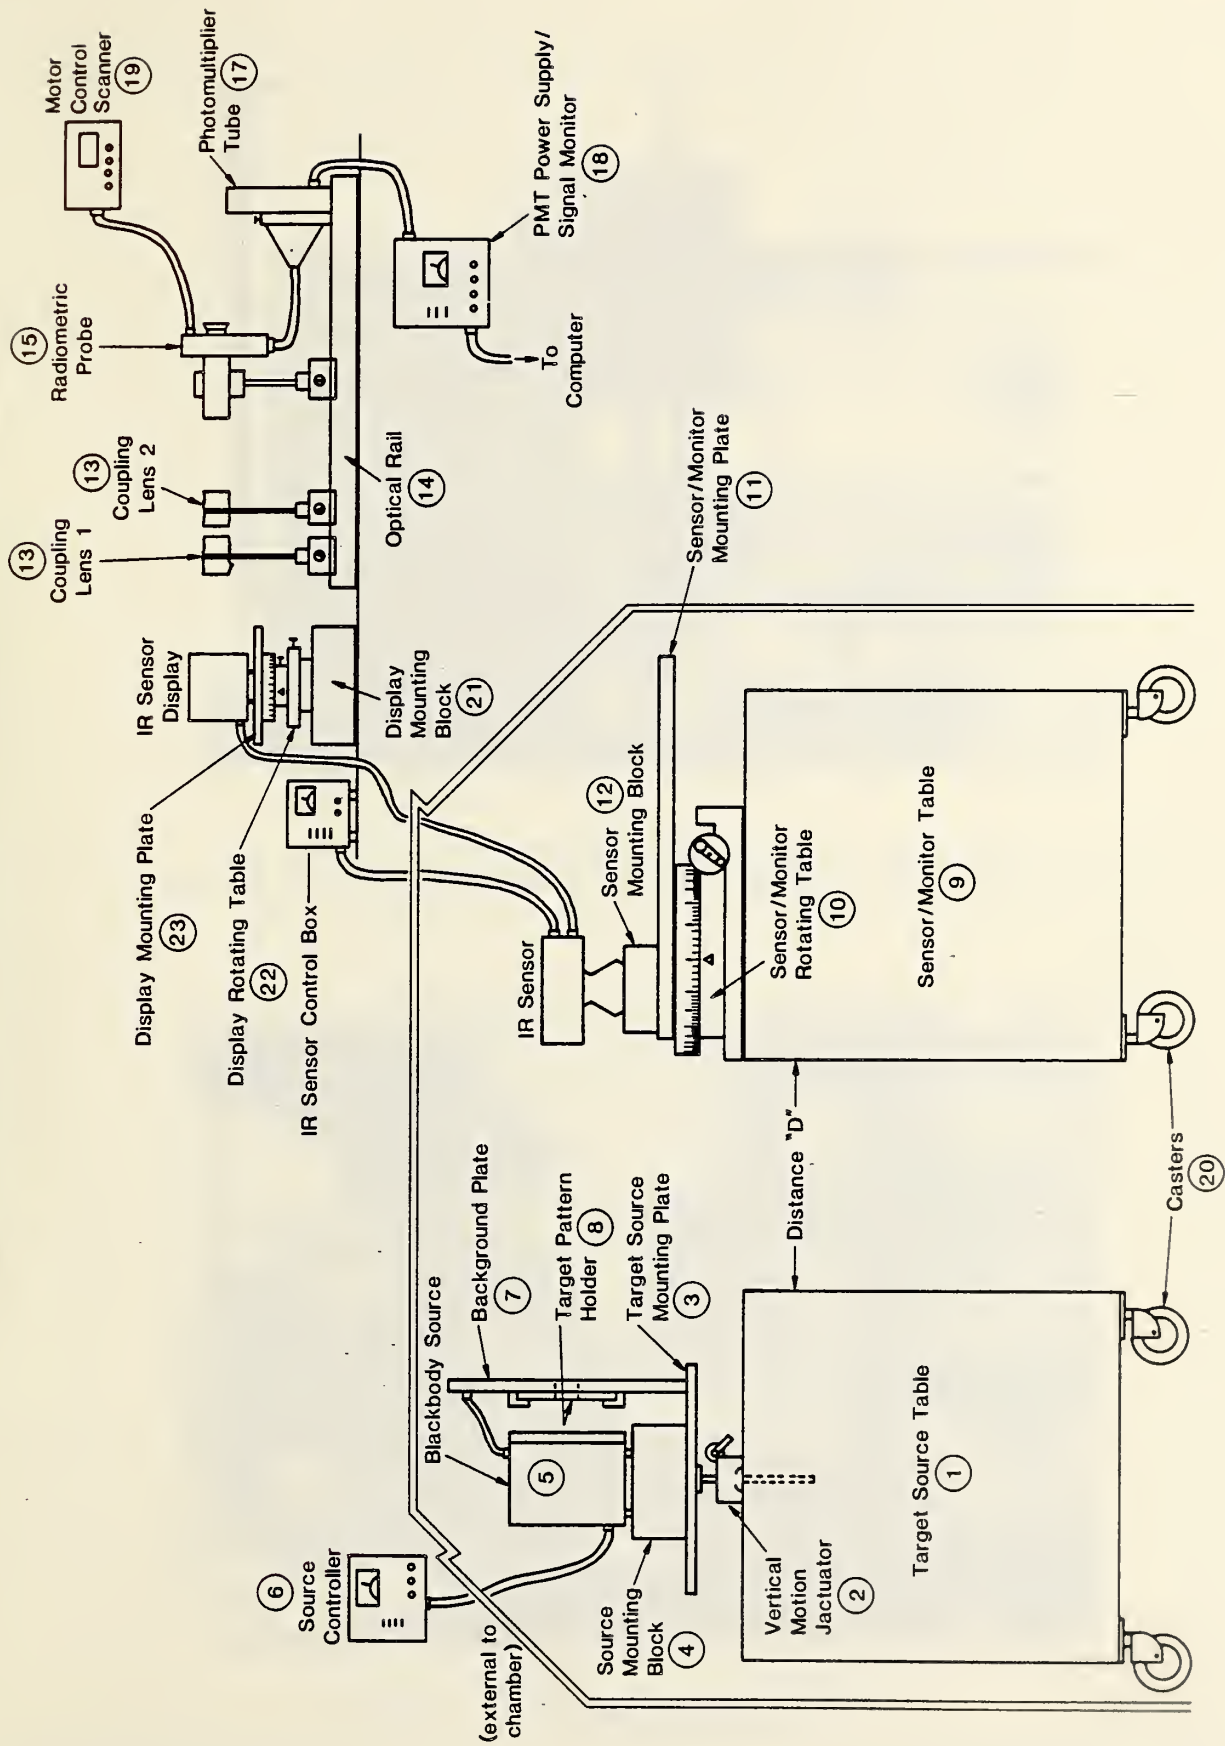 Motor
Control
Scanner
19
Photomultiplier
Tube 17
15
Radiometric
Probe
PMT Power Supply/
Signal Monitor
18
To
Computer
13
Coupling
Lens 2
13
Coupling
Lens 1
Optical Rail
14
IR Sensor
Display
Display
Mounting
Block
21
Display Mounting Plate
23
Display Rotating Table
22
IR Sensor Control Box
Sensor/Monitor
Mounting Plate
11
IR Sensor
Sensor 12
Mounting Block
Sensor/Monitor
Rotating Table
10
Sensor/Monitor Table
9
6
Source
Controller
(external to
chamber)
Blackbody Source
5
Background Plate
7
Target Pattern
Holder 8
Target Source
Mounting Plate
3
Source
Mounting
Block
4
Vertical
Motion
Jactuator
2
Target Source Table
1
Distance "D"
Casters
20